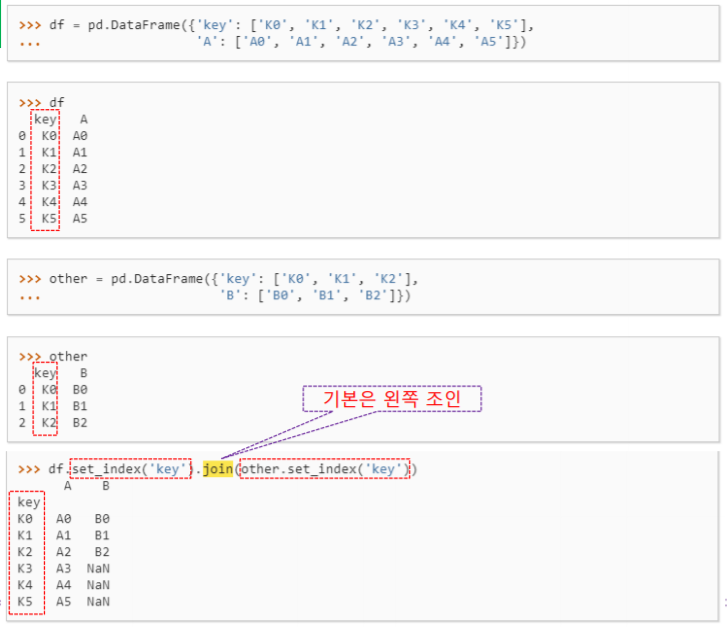 >>> df = pd.DataFrame({'key': ['K0', 'K1', 'K2', 'K3', 'K4', 'K5'],
...                    'A': ['A0', 'A1', 'A2', 'A3', 'A4', 'A5']})
>>> df
  key   A
0  K0  A0
1  K1  A1
2  K2  A2
3  K3  A3
4  K4  A4
5  K5  A5
>>> other = pd.DataFrame({'key': ['K0', 'K1', 'K2'],
...                       'B': ['B0', 'B1', 'B2']})
>>> other
  key   B
0  K0  B0
1  K1  B1
2  K2  B2
기본은 왼쪽 조인
>>> df.set_index('key').join(other.set_index('key'))
      A    B
key
K0   A0   B0
K1   A1   B1
K2   A2   B2
K3   A3  NaN
K4   A4  NaN
K5   A5  NaN